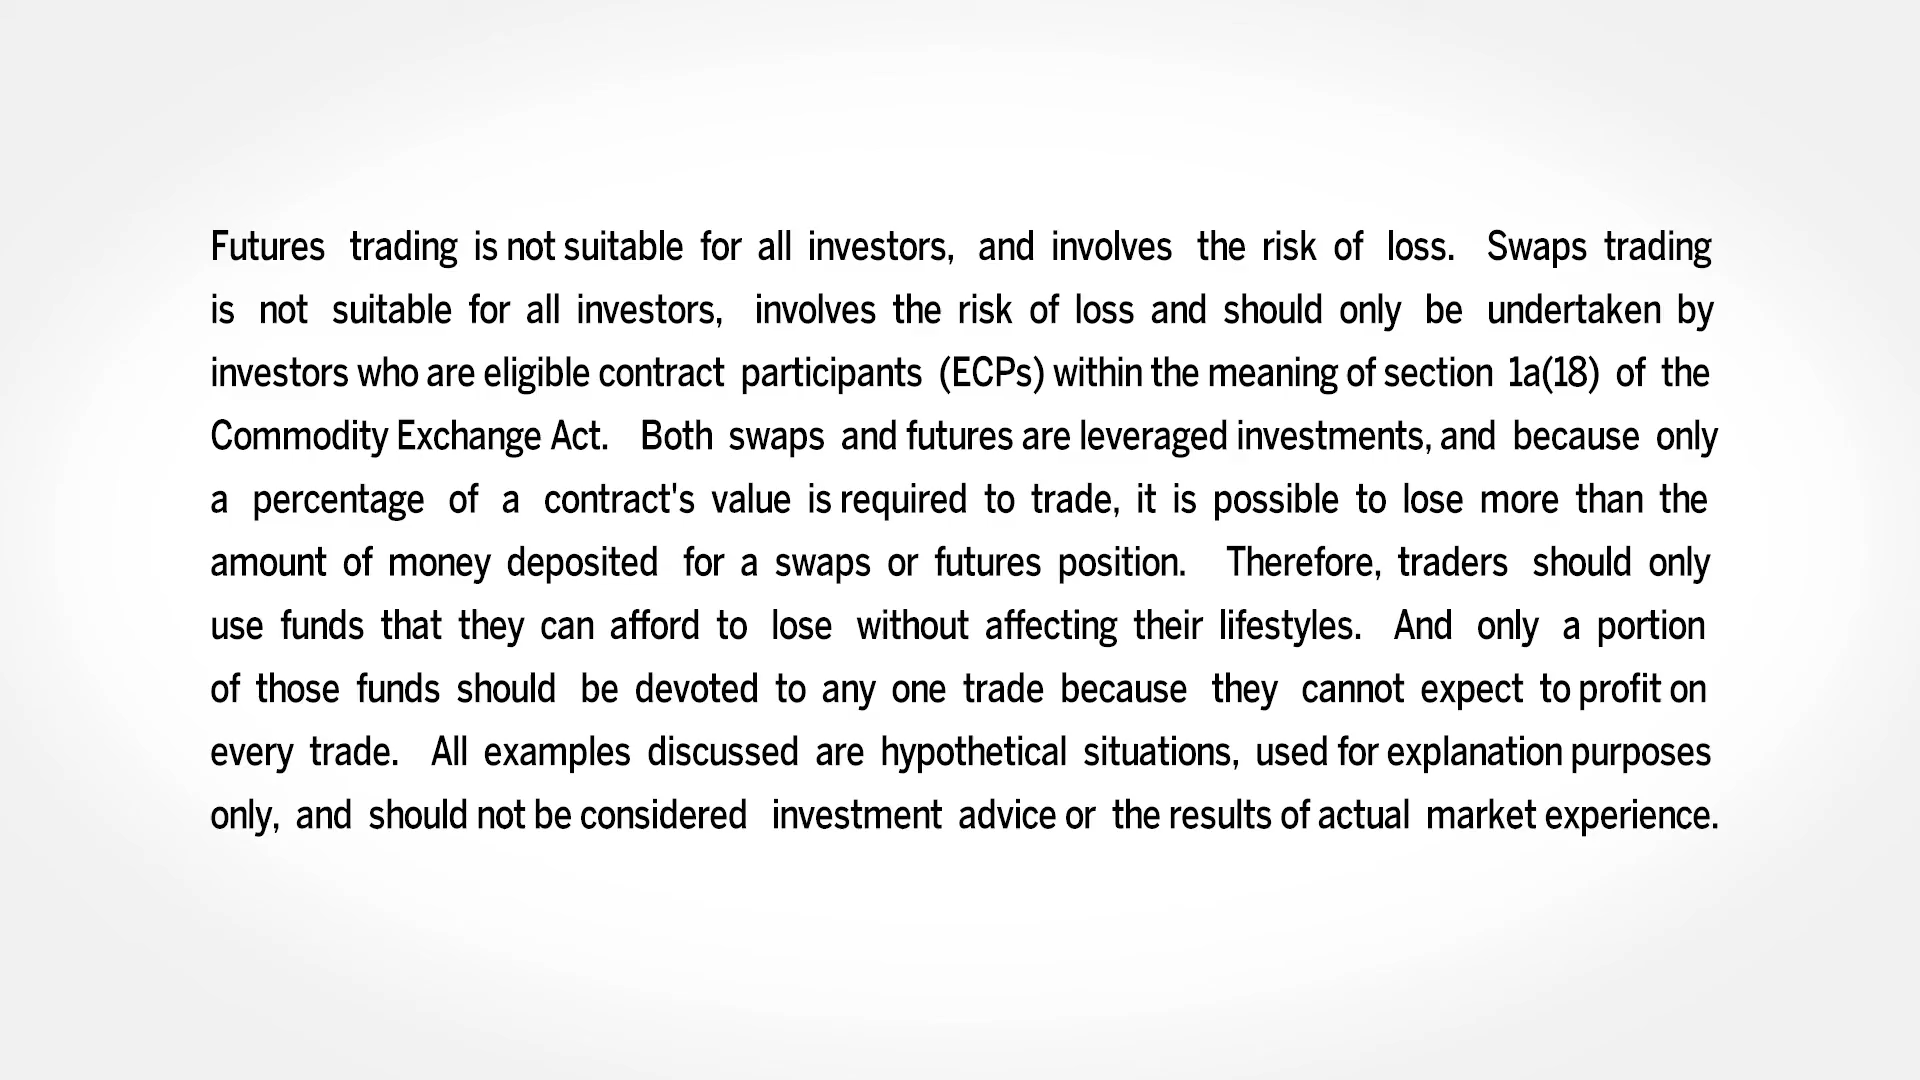 Futures trading is not suitable for all investors, and involves the risk of loss. Swaps trading
is not suitable for all investors, involves the risk of loss and should only be undertaken by
investors who are eligible contract participants (ECPs) within the meaning of section 1a(18) of the
Commodity Exchange Act. Both swaps and futures are leveraged investments, and because only
a percentage of a contract's value is required to trade, it is possible to lose more than the
amount of money deposited for a swaps or futures position. Therefore, traders should only
use funds that they can afford to lose without affecting their lifestyles. And only a portion
of those funds should be devoted to any one trade because they cannot expect to profit on
every trade. All examples discussed are hypothetical situations, used for explanation purposes
only, and should not be considered investment advice or the results of actual market experience.